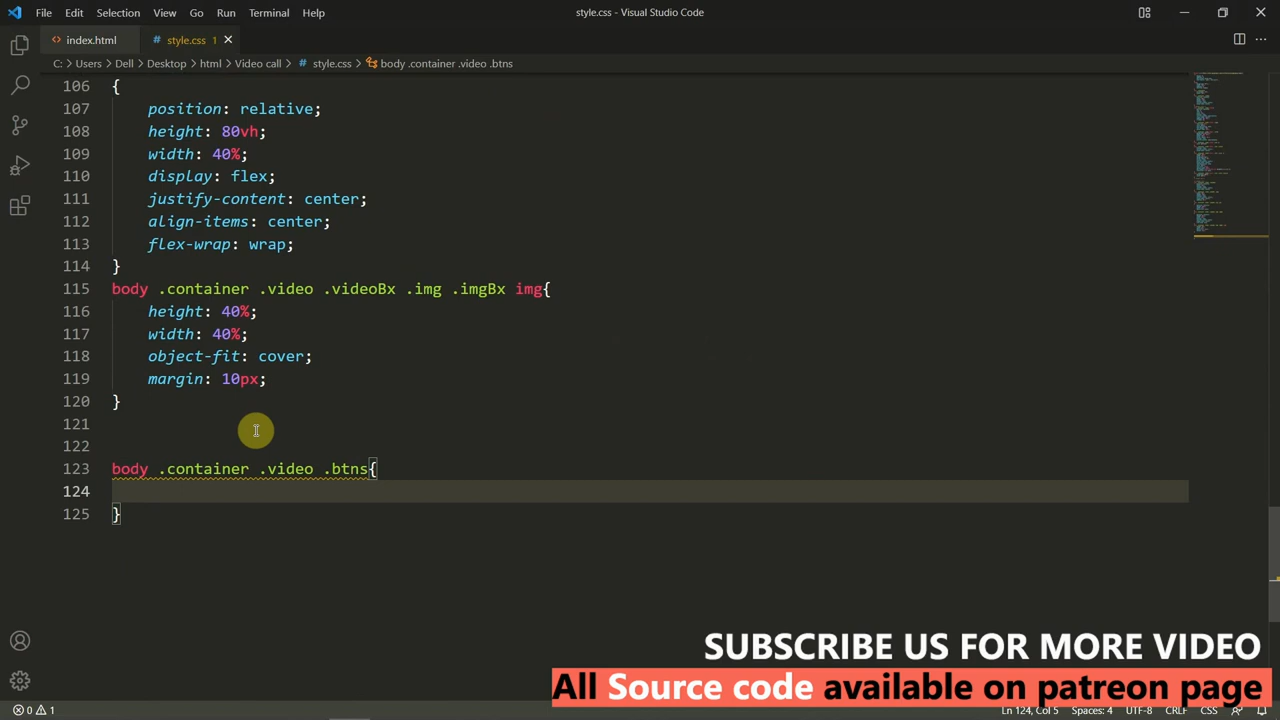 File Edit Selection View Go Run Terminal Help
style.css - Visual Studio Code
index.html
# style.css 1
C: > Users > Dell > Desktop > html > Video call > # style.css > body .container .video .btns
106 {
107 position: relative;
108 height: 80vh;
109 width: 40%;
110 display: flex;
111 justify-content: center;
112 align-items: center;
113 flex-wrap: wrap;
114 }
115 body .container .video .videoBx .img .imgBx img{
116 height: 40%;
117 width: 40%;
118 object-fit: cover;
119 margin: 10px;
120 }
121
122
123 body .container .video .btns{
124
125 }
SUBSCRIBE US FOR MORE VIDEO
All Source code available on patreon page
0 1
Ln 124, Col 5 Spaces: 4 UTF-8 CRLF CSS